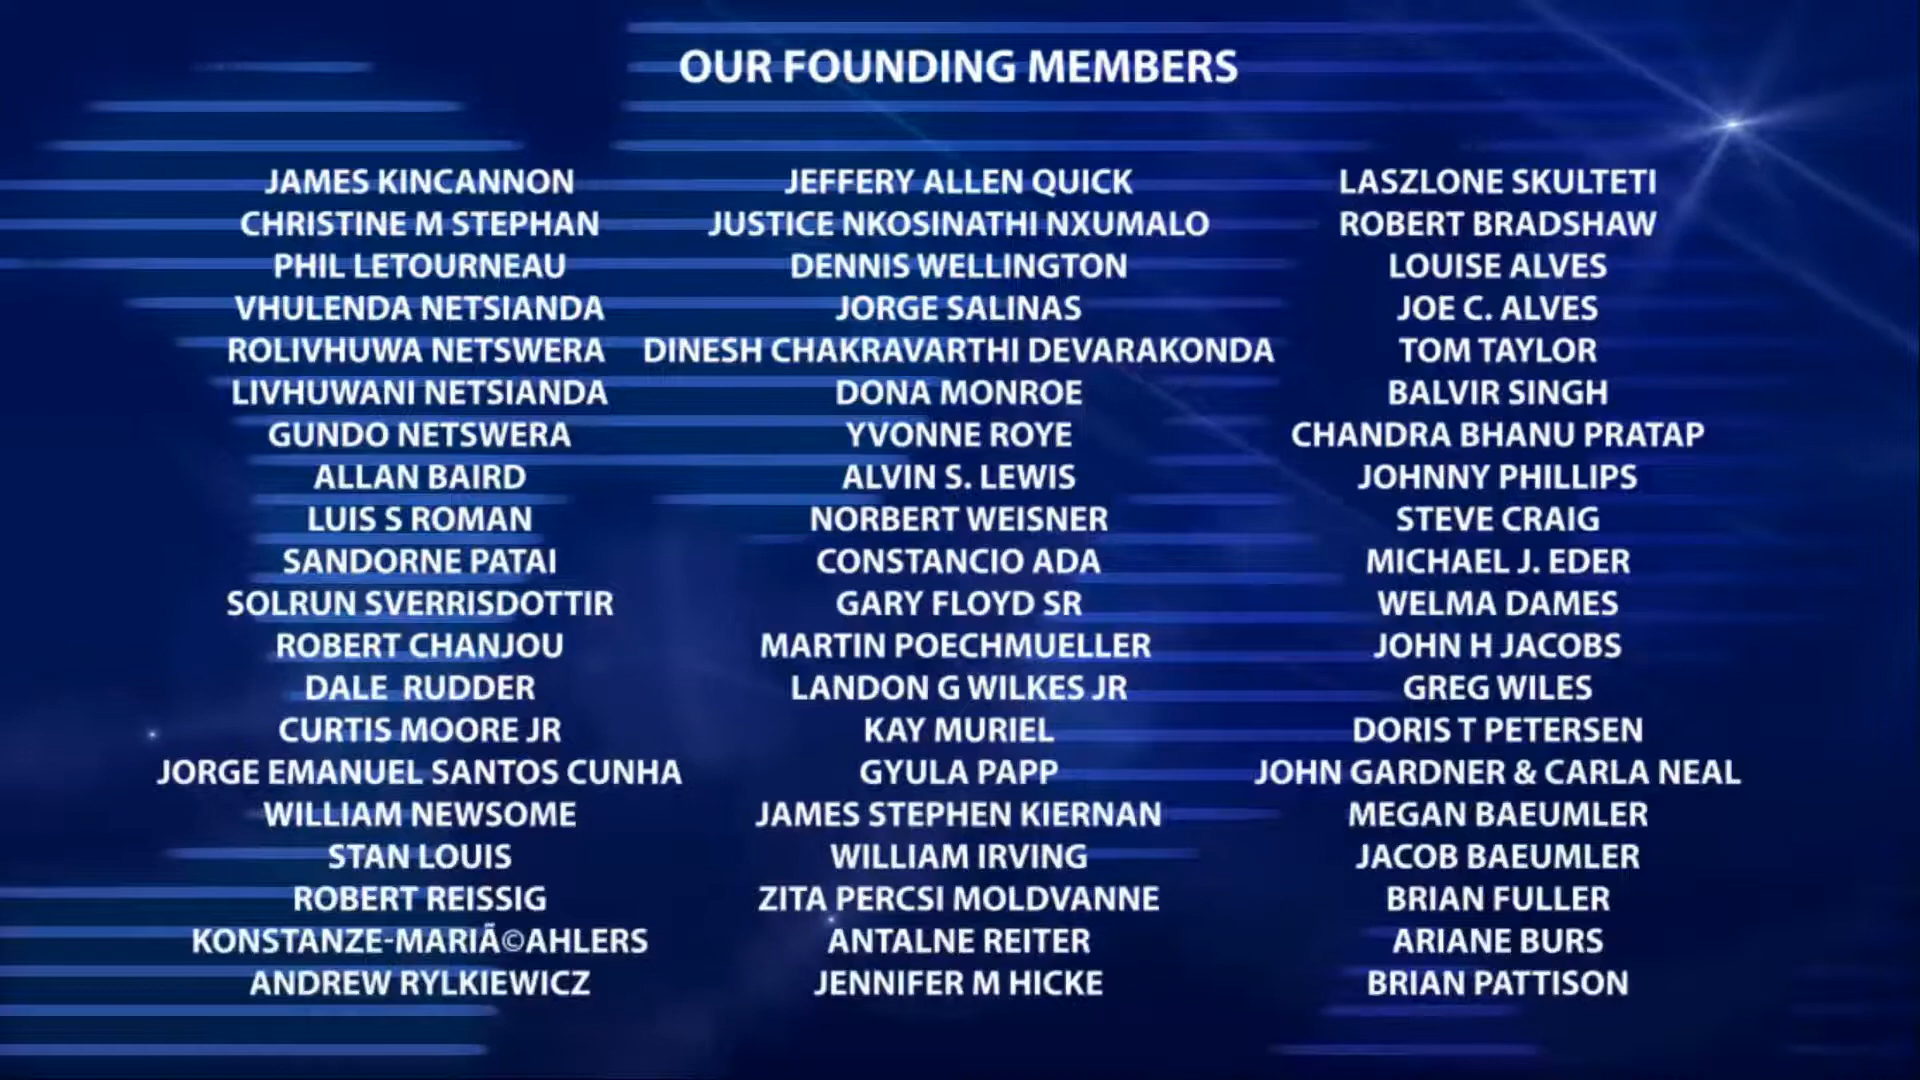 OUR FOUNDING MEMBERS
JAMES KINCANNON
CHRISTINE M STEPHAN
PHIL LETOURNEAU
VHULENDA NETSIANDA
ROLIVHUWA NETSWERA
LIVHUWANI NETSIANDA
GUNDO NETSWERA
ALLAN BAIRD
LUIS S ROMAN
SANDORNE PATAI
SOLRUN SVERRISDOTTIR
ROBERT CHANJOU
DALE  RUDDER
CURTIS MOORE JR
JORGE EMANUEL SANTOS CUNHA
WILLIAM NEWSOME
STAN LOUIS
ROBERT REISSIG
KONSTANZE-MARIÃ©AHLERS
ANDREW RYLKIEWICZ
JEFFERY ALLEN QUICK
JUSTICE NKOSINATHI NXUMALO
DENNIS WELLINGTON
JORGE SALINAS
DINESH CHAKRAVARTHI DEVARAKONDA
DONA MONROE
YVONNE ROYE
ALVIN S. LEWIS
NORBERT WEISNER
CONSTANCIO ADA
GARY FLOYD SR
MARTIN POECHMUELLER
LANDON G WILKES JR
KAY MURIEL
GYULA PAPP
JAMES STEPHEN KIERNAN
WILLIAM IRVING
ZITA PERCSI MOLDVANNE
ANTALNE REITER
JENNIFER M HICKE
LASZLONE SKULTETI
ROBERT BRADSHAW
LOUISE ALVES
JOE C. ALVES
TOM TAYLOR
BALVIR SINGH
CHANDRA BHANU PRATAP
JOHNNY PHILLIPS
STEVE CRAIG
MICHAEL J. EDER
WELMA DAMES
JOHN H JACOBS
GREG WILES
DORIS T PETERSEN
JOHN GARDNER & CARLA NEAL
MEGAN BAEUMLER
JACOB BAEUMLER
BRIAN FULLER
ARIANE BURS
BRIAN PATTISON